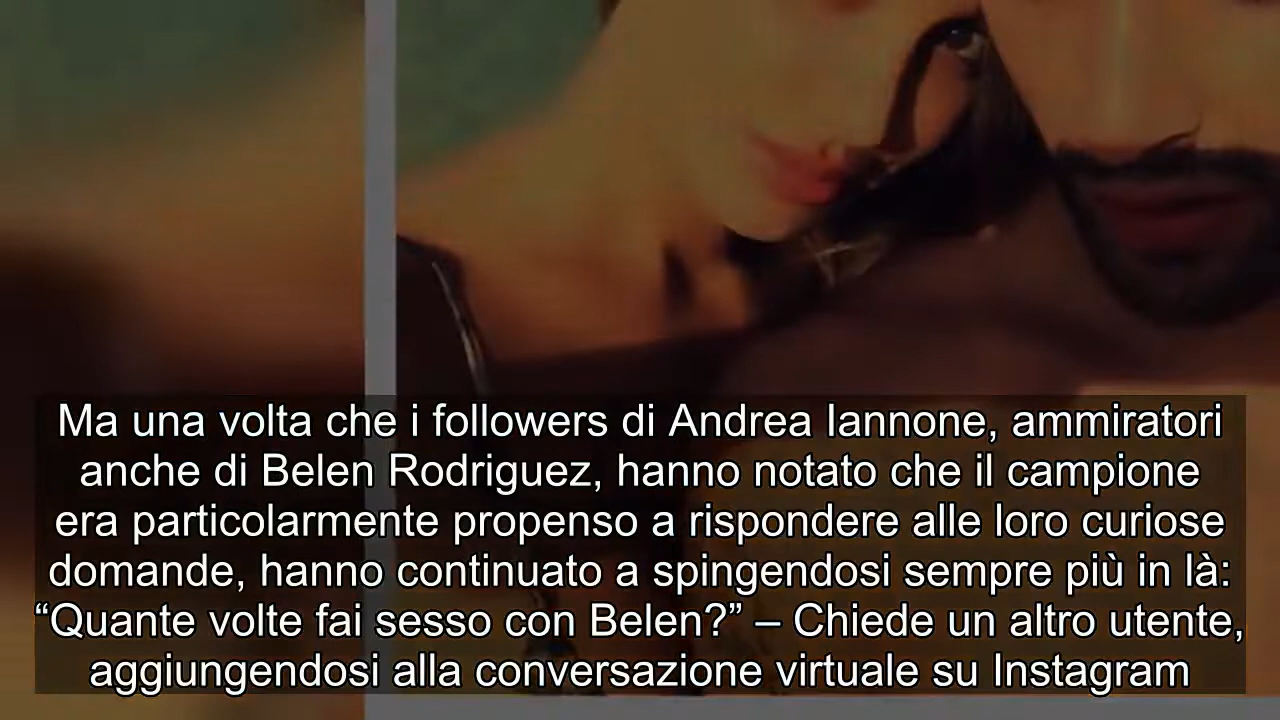 Ma una volta che i followers di Andrea Iannone, ammiratori
anche di Belen Rodriguez, hanno notato che il campione
era particolarmente propenso a rispondere alle loro curiose
domande, hanno continuato a spingendosi sempre più in là:
“Quante volte fai sesso con Belen?” – Chiede un altro utente,
aggiungendosi alla conversazione virtuale su Instagram